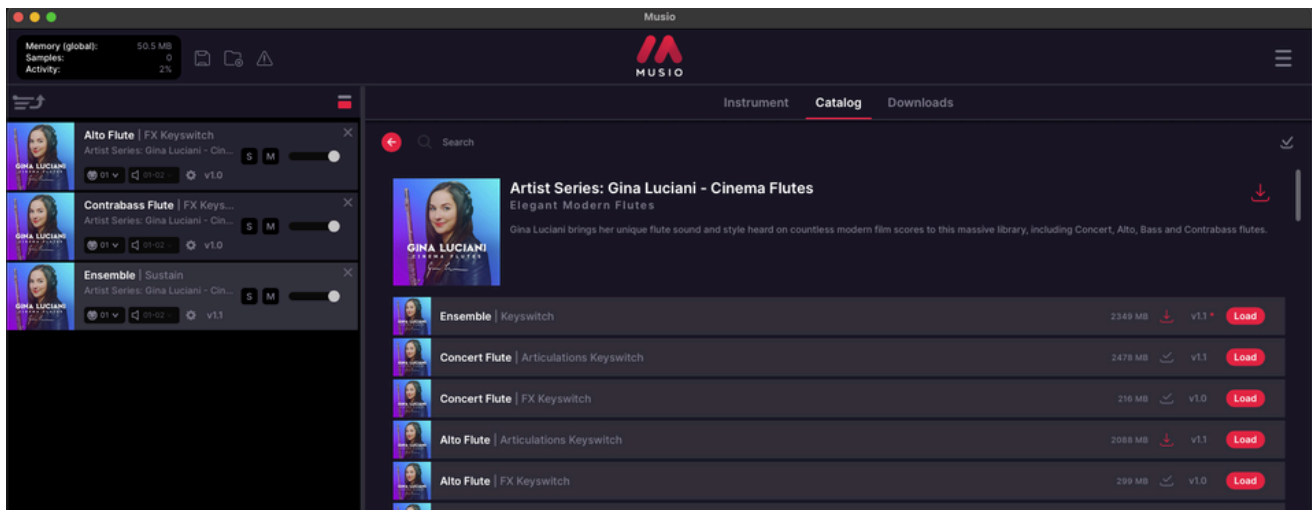 Musio
Memory (global): 50.5 MB
Samples: 0
Activity: 2%
MUSIO
Instrument Catalog Downloads
Search
Alto Flute | FX Keyswitch
Artist Series: Gina Luciani - Cin...
S M
01 01-02 v1.0
GINA LUCIANI
Contrabass Flute | FX Keys...
Artist Series: Gina Luciani - Cin...
S M
01 01-02 v1.0
GINA LUCIANI
Ensemble | Sustain
Artist Series: Gina Luciani - Cin...
S M
01 01-02 v1.1
GINA LUCIANI
Artist Series: Gina Luciani - Cinema Flutes
Elegant Modern Flutes
Gina Luciani brings her unique flute sound and style heard on countless modern film scores to this massive library, including Concert, Alto, Bass and Contrabass flutes.
GINA LUCIANI
CINEMA FLUTES
Ensemble | Keyswitch 2349 MB v1.1 * Load
Concert Flute | Articulations Keyswitch 2478 MB v1.1 Load
Concert Flute | FX Keyswitch 216 MB v1.0 Load
Alto Flute | Articulations Keyswitch 2088 MB v1.1 Load
Alto Flute | FX Keyswitch 299 MB v1.0 Load